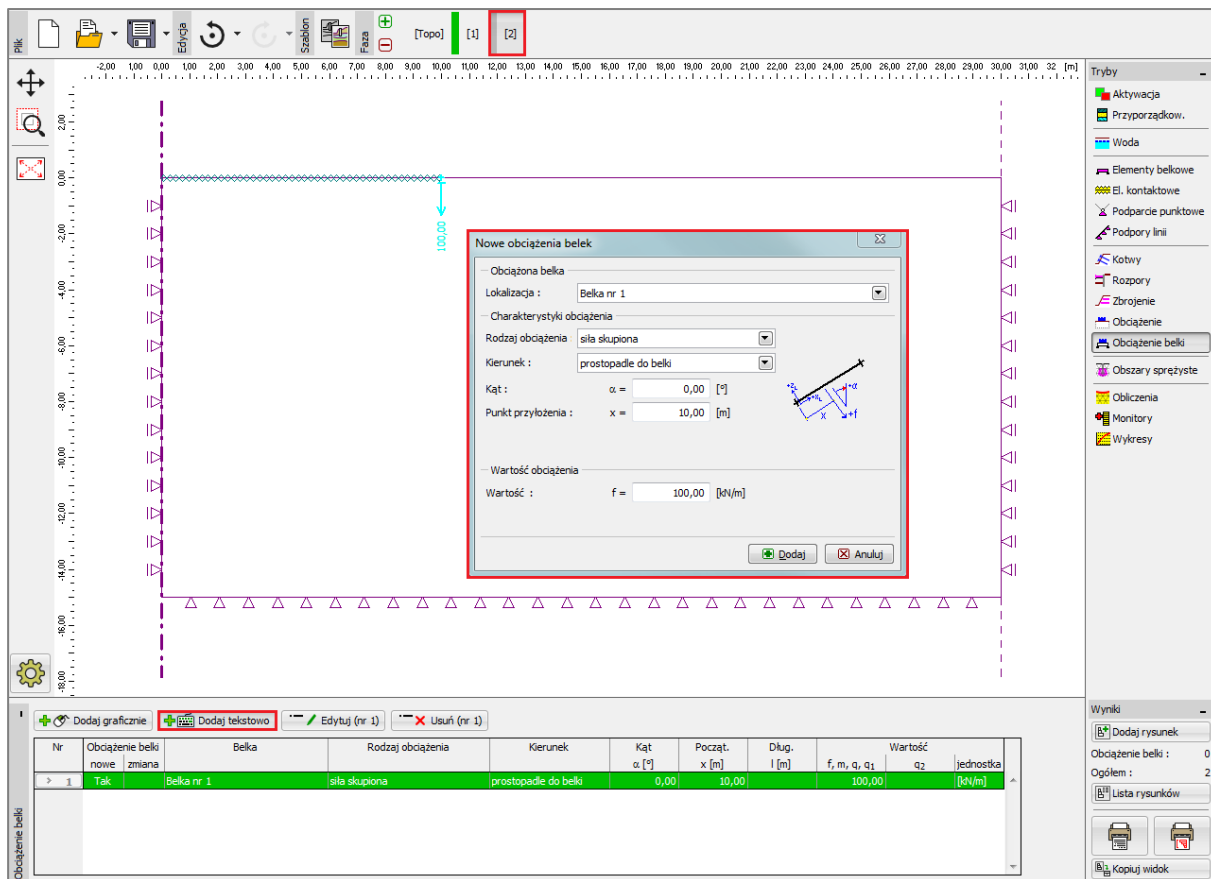 Plik
Edycja
Szablon
Faza
[Topo]
[1]
[2]
-2,00 100 0,00 1,00 2,00 3,00 4,00 5,00 6,00 7,00 8,00 9,00 10,00 11,00 12,00 13,00 14,00 15,00 16,00 17,00 18,00 19,00 20,00 21,00 22,00 23,00 24,00 25,00 26,00 27,00 28,00 29,00 30,00 31,00 32 [m]
2,00
0,00
-2,00
-4,00
-6,00
-8,00
-10,00
-12,00
-14,00
-16,00
-18,00
100,00
Nowe obciążenia belek
Obciążona belka
Lokalizacja : Belka nr 1
Charakterystyki obciążenia
Rodzaj obciążenia siła skupiona
Kierunek : prostopadle do belki
Kąt : α = 0,00 [°]
Punkt przyłożenia : x = 10,00 [m]
+zL +xL +α x +f
Wartość obciążenia
Wartość : f = 100,00 [kN/m]
Dodaj Anuluj
Tryby
Aktywacja
Przyporządkow.
Woda
Elementy belkowe
El. kontaktowe
Podparcie punktowe
Podpory linii
Kotwy
Rozpory
Zbrojenie
Obciążenie
Obciążenie belki
Obszary sprężyste
Obliczenia
Monitory
Wykresy
Dodaj graficznie Dodaj tekstowo Edytuj (nr 1) Usuń (nr 1)
Nr Obciążenie belki Belka Rodzaj obciążenia Kierunek Kąt Począt. Dług. Wartość
nowe zmiana α [°] x [m] l [m] f, m, q, q1 q2 jednostka
> 1 Tak Belka nr 1 siła skupiona prostopadle do belki 0,00 10,00 100,00 [kN/m]
Obciążenie belki
Wyniki
Dodaj rysunek
Obciążenie belki : 0
Ogółem : 2
Lista rysunków
Kopiuj widok